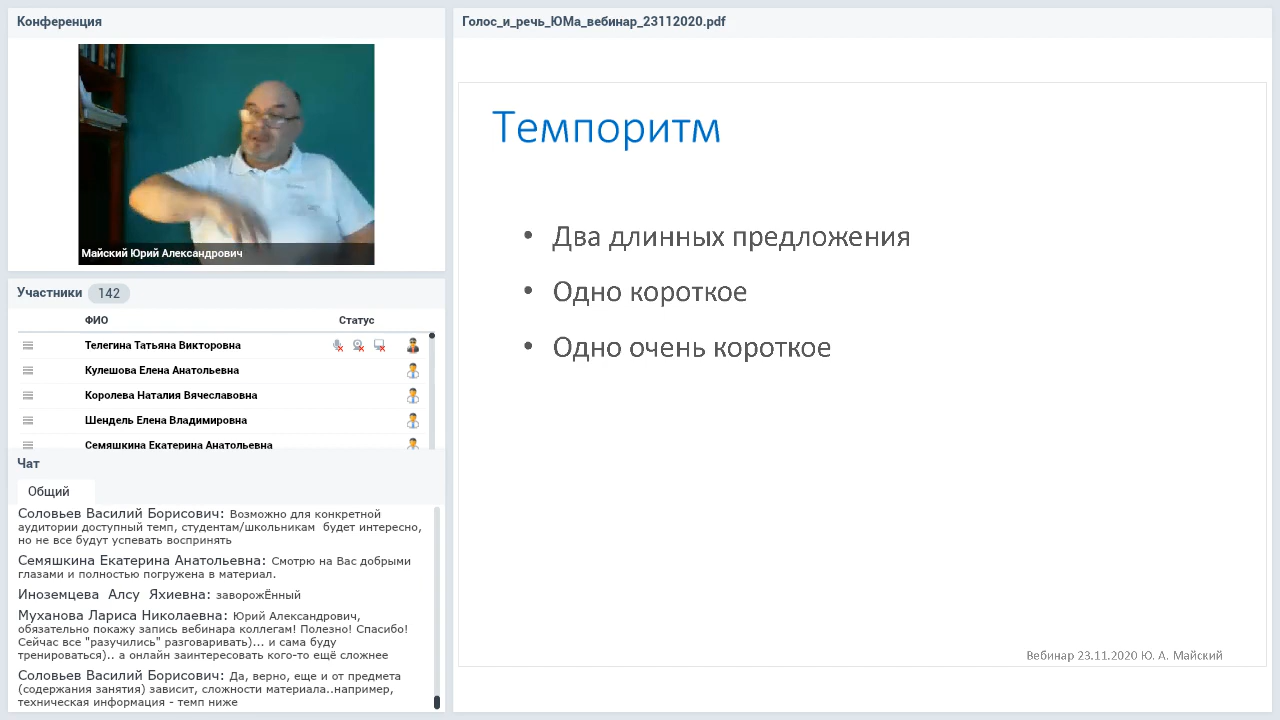 Конференция
Майский Юрий Александрович
Участники 142
ФИО Статус
Телегина Татьяна Викторовна
Кулешова Елена Анатольевна
Королева Наталия Вячеславовна
Шендель Елена Владимировна
Семяшкина Екатерина Анатольевна
Чат
Общий
Соловьев Василий Борисович: Возможно для конкретной
аудитории доступный темп, студентам/школьникам будет интересно,
но не все будут успевать воспринять
Семяшкина Екатерина Анатольевна: Смотрю на Вас добрыми
глазами и полностью погружена в материал.
Иноземцева Алсу Яхиевна: заворожЁнный
Муханова Лариса Николаевна: Юрий Александрович,
обязательно покажу запись вебинара коллегам! Полезно! Спасибо!
Сейчас все "разучились" разговаривать)... и сама буду
тренироваться).. а онлайн заинтересовать кого-то ещё сложнее
Соловьев Василий Борисович: Да, верно, еще и от предмета
(содержания занятия) зависит, сложности материала..например,
техническая информация - темп ниже
Голос_и_речь_ЮМа_вебинар_23112020.pdf
Темпоритм
• Два длинных предложения
• Одно короткое
• Одно очень короткое
Вебинар 23.11.2020 Ю. А. Майский